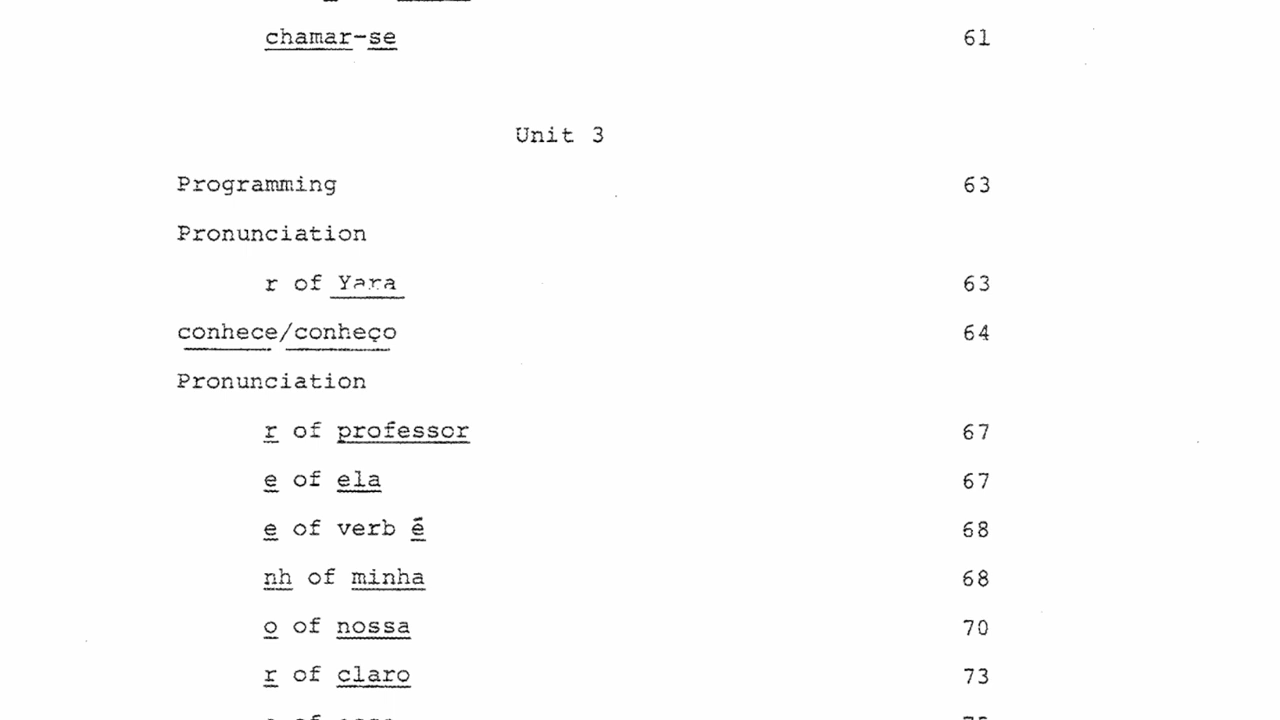 chamar-se 61
Unit 3
Programming 63
Pronunciation
r of Yara 63
conhece/conheço 64
Pronunciation
r of professor 67
e of ela 67
e of verb é 68
nh of minha 68
o of nossa 70
r of claro 73